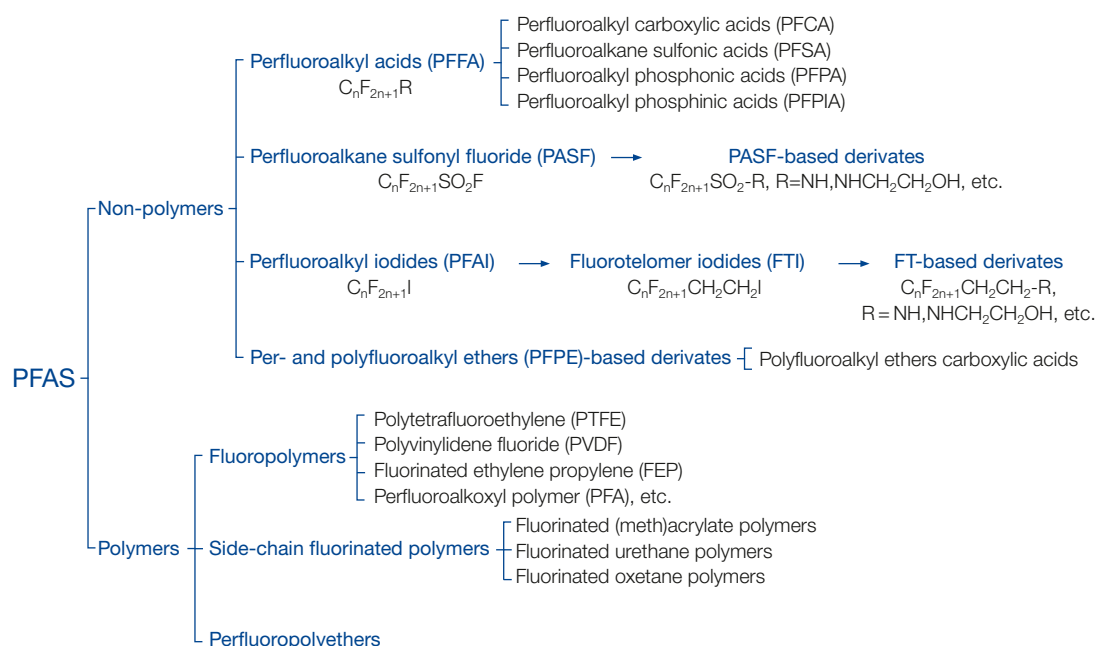 Perfluoroalkyl carboxylic acids (PFCA)
Perfluoroalkyl acids (PFFA)
Perfluoroalkane sulfonic acids (PFSA)
CnF2n+1R
Perfluoroalkyl phosphonic acids (PFPA)
Perfluoroalkyl phosphinic acids (PFPIA)
Perfluoroalkane sulfonyl fluoride (PASF)
PASF-based derivates
CnF2n+1SO2F
CnF2n+1SO2-R, R=NH,NHCH2CH2OH, etc.
Non-polymers
Perfluoroalkyl iodides (PFAI)
Fluorotelomer iodides (FTI)
FT-based derivates
CnF2n+1I
CnF2n+1CH2CH2I
CnF2n+1CH2CH2-R,
R=NH,NHCH2CH2OH, etc.
Per- and polyfluoroalkyl ethers (PFPE)-based derivates
Polyfluoroalkyl ethers carboxylic acids
PFAS
Polytetrafluoroethylene (PTFE)
Polyvinylidene fluoride (PVDF)
Fluoropolymers
Fluorinated ethylene propylene (FEP)
Perfluoroalkoxyl polymer (PFA), etc.
Fluorinated (meth)acrylate polymers
Polymers
Side-chain fluorinated polymers
Fluorinated urethane polymers
Fluorinated oxetane polymers
Perfluoropolyethers